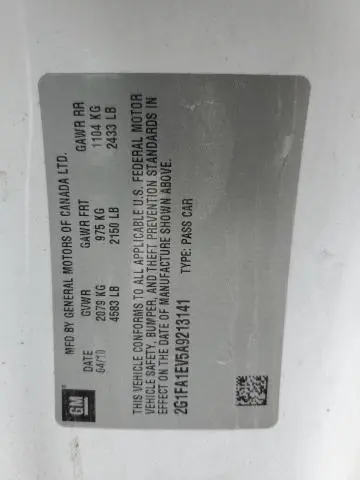 GM
MFD BY GENERAL MOTORS OF CANADA LTD.
DATE GVWR GAWR FRT GAWR RR
04/10 2079 KG 975 KG 1104 KG
4583 LB 2150 LB 2433 LB
THIS VEHICLE CONFORMS TO ALL APPLICABLE U.S. FEDERAL MOTOR
VEHICLE SAFETY, BUMPER, AND THEFT PREVENTION STANDARDS IN
EFFECT ON THE DATE OF MANUFACTURE SHOWN ABOVE.
2G1FA1EV5A9213141 TYPE: PASS CAR